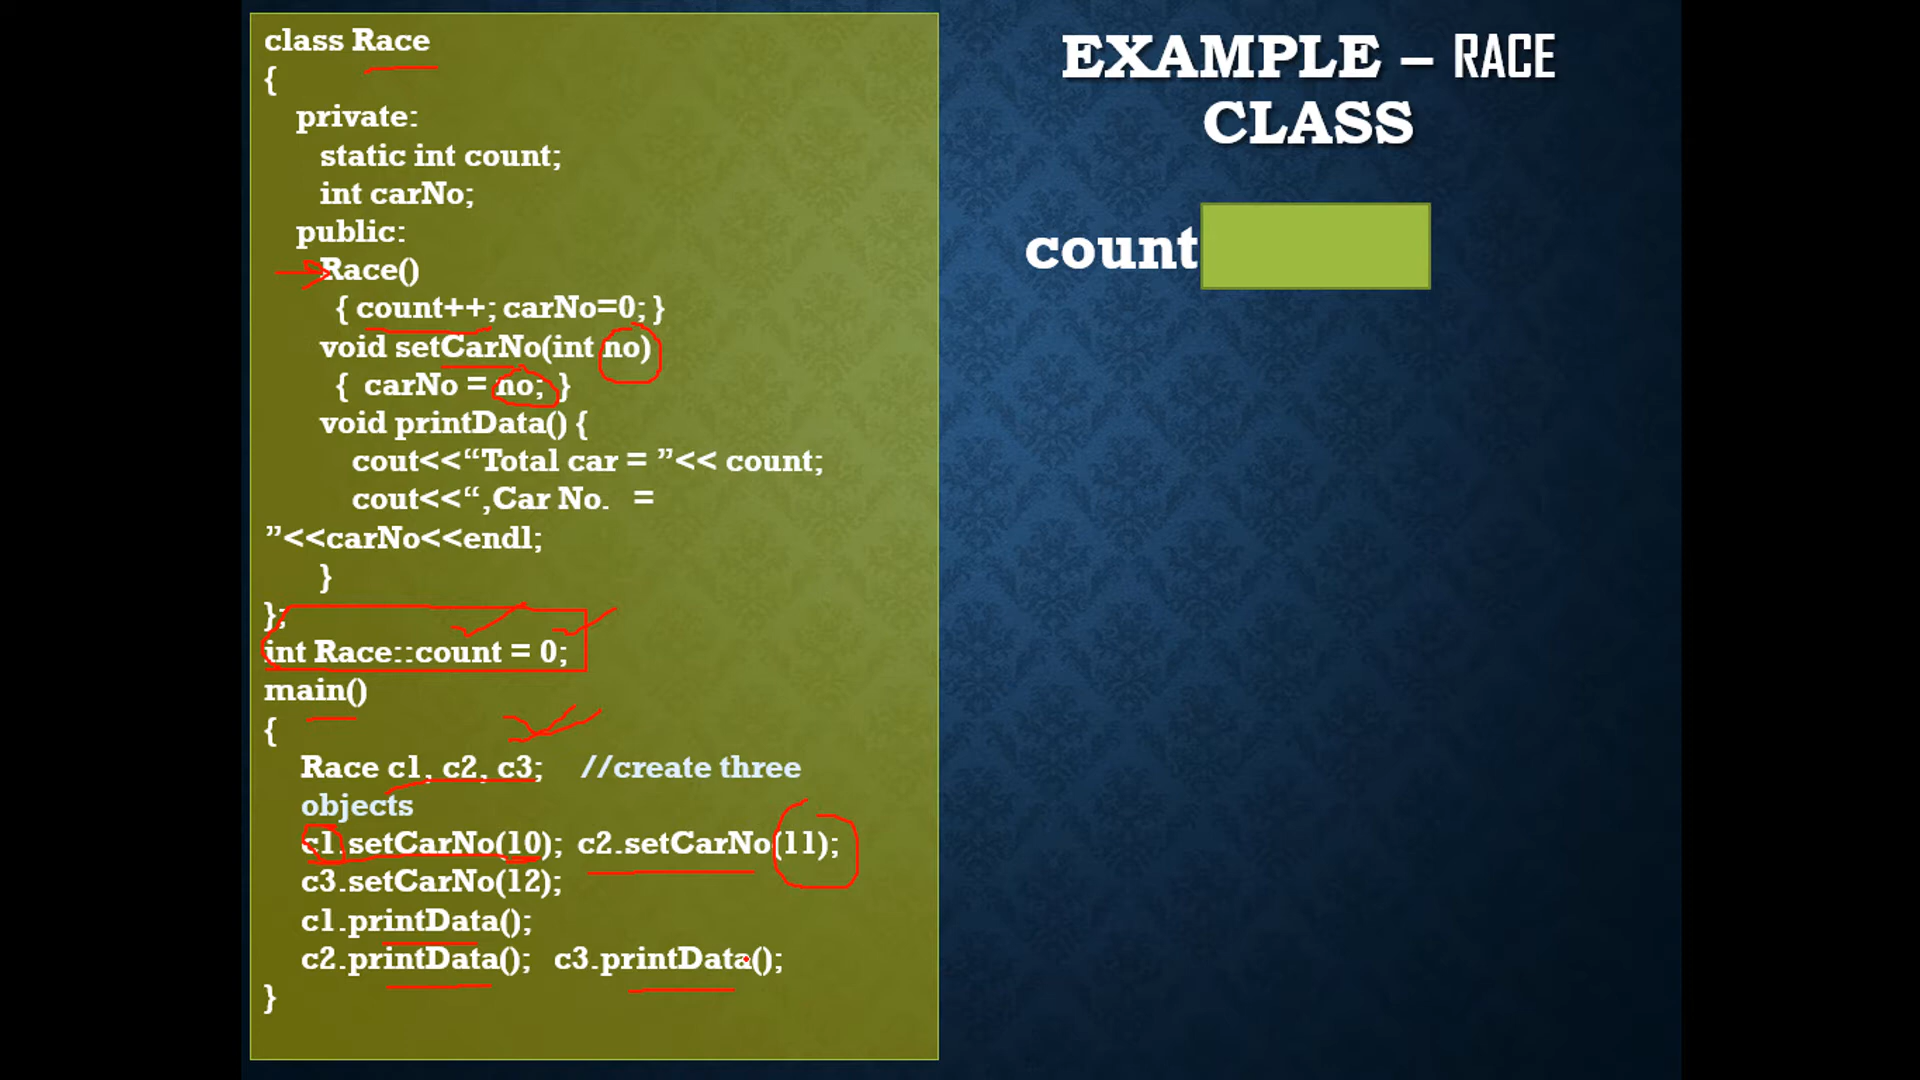 class Race
{
private:
static int count;
int carNo;
public:
Race()
{ count++; carNo=0; }
void setCarNo(int no)
{ carNo = no; }
void printData() {
cout<<“Total car = ”<< count;
cout<<“,Car No. =
”<<carNo<<endl;
}
};
int Race::count = 0;
main()
{
Race c1, c2, c3; //create three
objects
c1.setCarNo(10); c2.setCarNo(11);
c3.setCarNo(12);
c1.printData();
c2.printData(); c3.printData();
}
EXAMPLE – RACE
CLASS
count